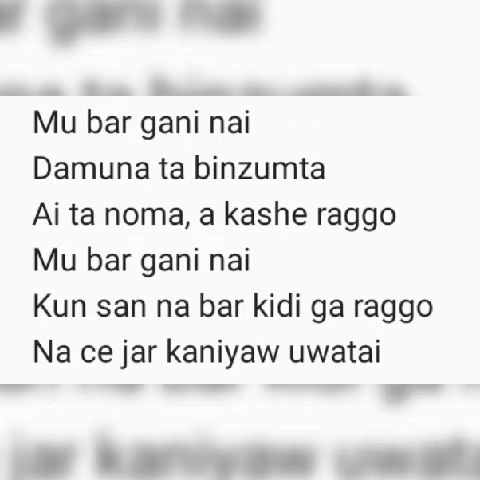 Mu bar gani nai
Damuna ta binzumta
Ai ta noma, a kashe raggo
Mu bar gani nai
Kun san na bar kidi ga raggo
Na ce jar kaniyaw uwatai